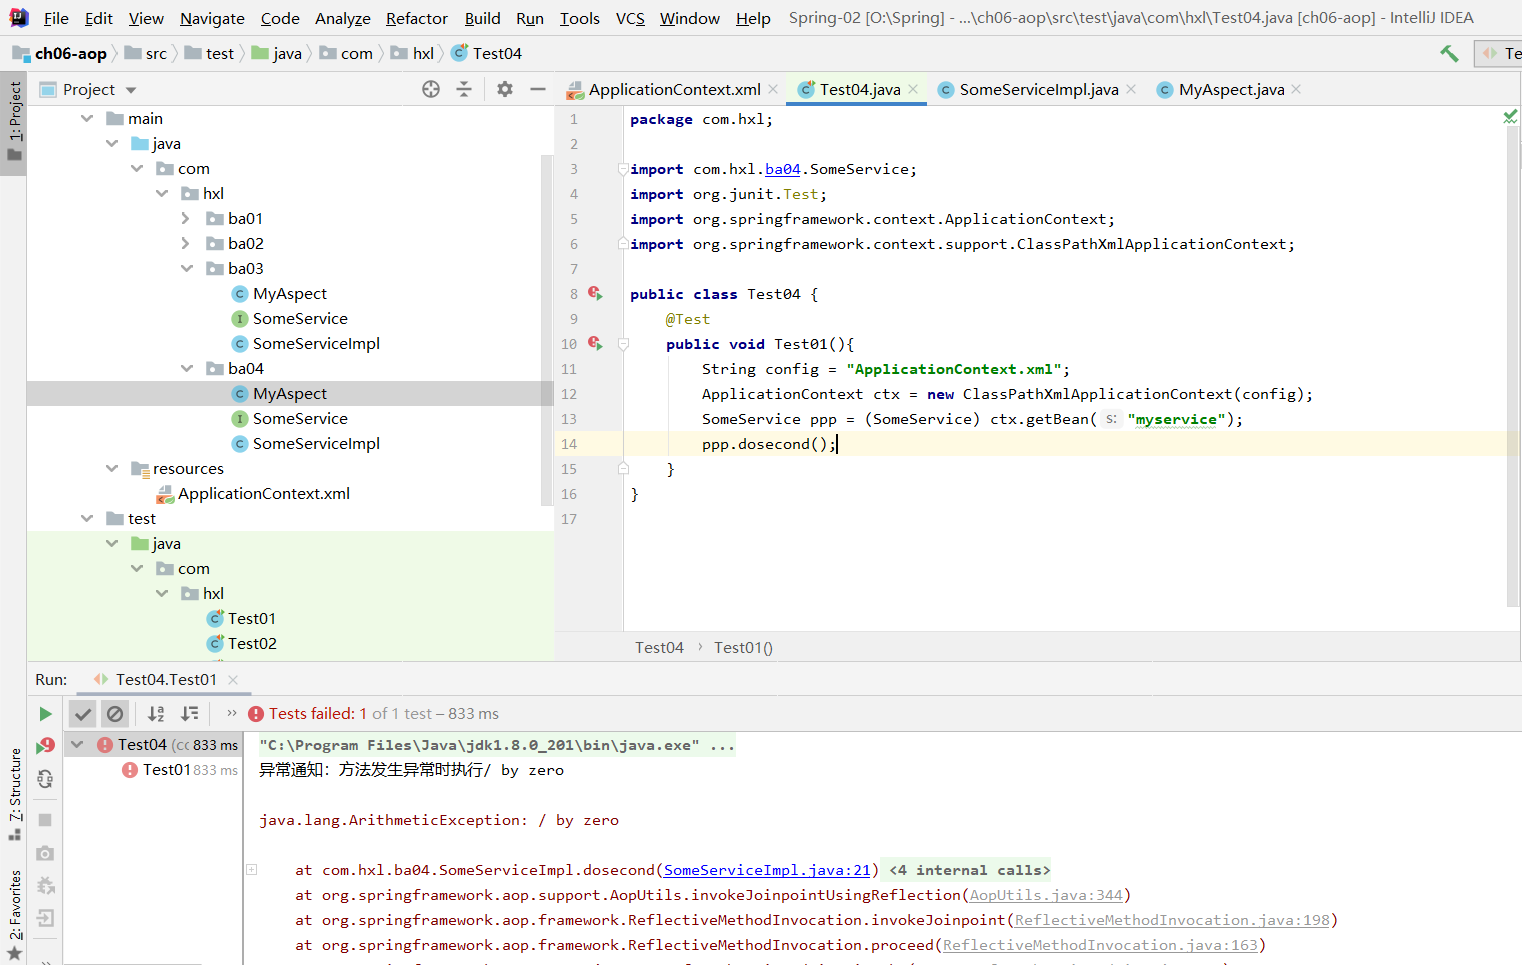 File Edit View Navigate Code Analyze Refactor Build Run Tools VCS Window Help Spring-02 [O:\Spring] - ...\ch06-aop\src\test\java\com\hxl\Test04.java [ch06-aop] - IntelliJ IDEA
ch06-aop src test java com hxl Test04 Te
1: Project
Project
ApplicationContext.xml Test04.java SomeServiceImpl.java MyAspect.java
main
java
com
hxl
ba01
ba02
ba03
MyAspect
SomeService
SomeServiceImpl
ba04
MyAspect
SomeService
SomeServiceImpl
resources
ApplicationContext.xml
test
java
com
hxl
Test01
Test02
1 package com.hxl;
2
3 import com.hxl.ba04.SomeService;
4 import org.junit.Test;
5 import org.springframework.context.ApplicationContext;
6 import org.springframework.context.support.ClassPathXmlApplicationContext;
7
8 public class Test04 {
9 @Test
10 public void Test01(){
11 String config = "ApplicationContext.xml";
12 ApplicationContext ctx = new ClassPathXmlApplicationContext(config);
13 SomeService ppp = (SomeService) ctx.getBean( s: "myservice");
14 ppp.dosecond();
15 }
16 }
17
Test04 › Test01()
Run: Test04.Test01
» Tests failed: 1 of 1 test – 833 ms
Test04 (cc 833 ms
Test01 833 ms
7: Structure
2: Favorites
"C:\Program Files\Java\jdk1.8.0_201\bin\java.exe" ...
异常通知：方法发生异常时执行/ by zero
java.lang.ArithmeticException: / by zero
at com.hxl.ba04.SomeServiceImpl.dosecond(SomeServiceImpl.java:21) <4 internal calls>
at org.springframework.aop.support.AopUtils.invokeJoinpointUsingReflection(AopUtils.java:344)
at org.springframework.aop.framework.ReflectiveMethodInvocation.invokeJoinpoint(ReflectiveMethodInvocation.java:198)
at org.springframework.aop.framework.ReflectiveMethodInvocation.proceed(ReflectiveMethodInvocation.java:163)